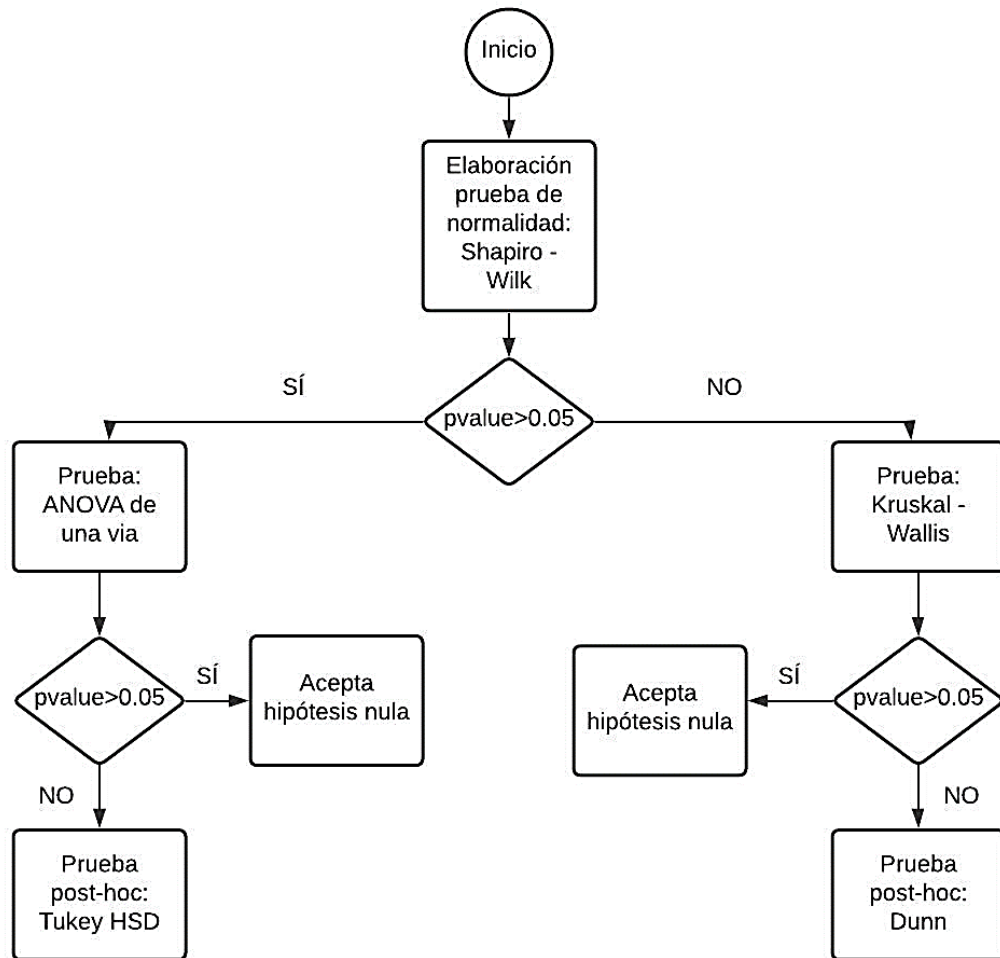 Inicio
Elaboración
prueba de
normalidad:
Shapiro -
Wilk
SÍ
NO
pvalue>0.05
Prueba:
ANOVA de
una via
Prueba:
Kruskal -
Wallis
pvalue>0.05
SÍ
Acepta
hipótesis nula
Acepta
hipótesis nula
SÍ
pvalue>0.05
NO
NO
Prueba
post-hoc:
Tukey HSD
Prueba
post-hoc:
Dunn